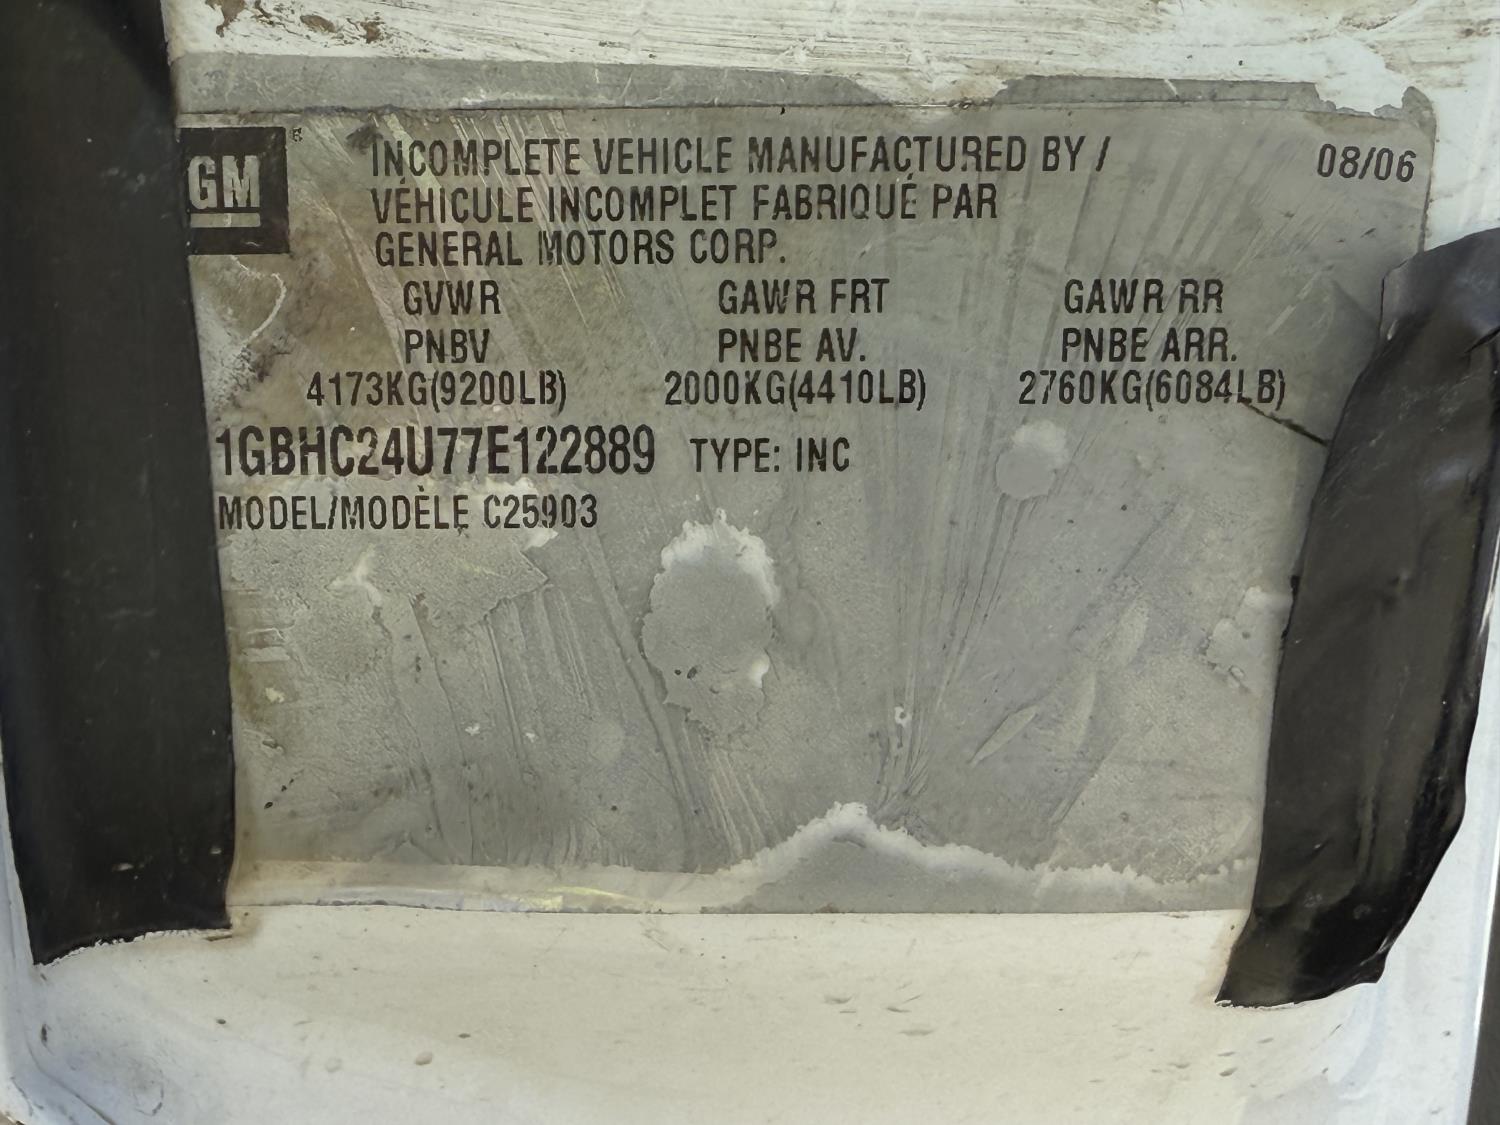 GM
INCOMPLETE VEHICLE MANUFACTURED BY / 08/06
VÉHICULE INCOMPLET FABRIQUÉ PAR
GENERAL MOTORS CORP.
GVWR GAWR FRT GAWR RR
PNBV PNBE AV. PNBE ARR.
4173KG(9200LB) 2000KG(4410LB) 2760KG(6084LB)
1GBHC24U77E122889 TYPE: INC
MODEL/MODÈLE C25903